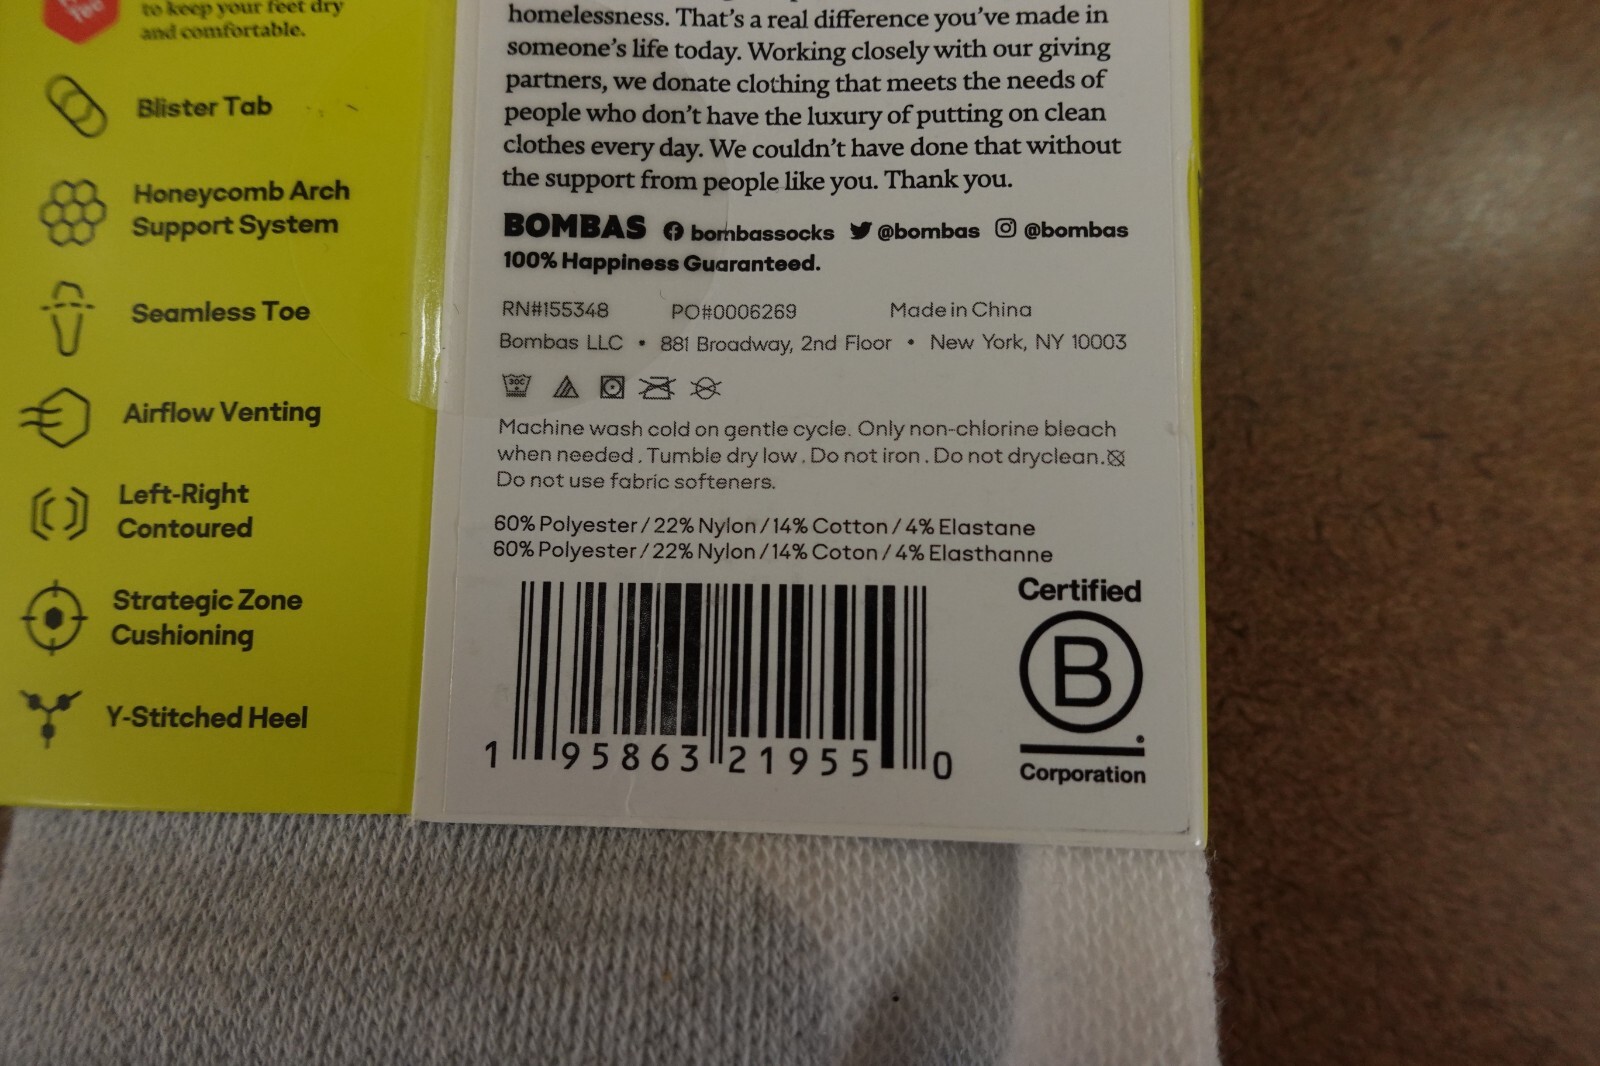 to keep your feet dry
and comfortable.
Blister Tab
Honeycomb Arch
Support System
Seamless Toe
Airflow Venting
Left-Right
Contoured
Strategic Zone
Cushioning
Y-Stitched Heel
homelessness. That's a real difference you've made in
someone's life today. Working closely with our giving
partners, we donate clothing that meets the needs of
people who don't have the luxury of putting on clean
clothes every day. We couldn't have done that without
the support from people like you. Thank you.
BOMBAS bombassocks @bombas @bombas
100% Happiness Guaranteed.
RN#155348 PO#0006269 Made in China
Bombas LLC • 881 Broadway, 2nd Floor • New York, NY 10003
30C
Machine wash cold on gentle cycle. Only non-chlorine bleach
when needed. Tumble dry low. Do not iron. Do not dryclean.
Do not use fabric softeners.
60% Polyester / 22% Nylon / 14% Cotton / 4% Elastane
60% Polyester / 22% Nylon / 14% Coton / 4% Elasthanne
1 95863 21955 0
Certified
B
Corporation